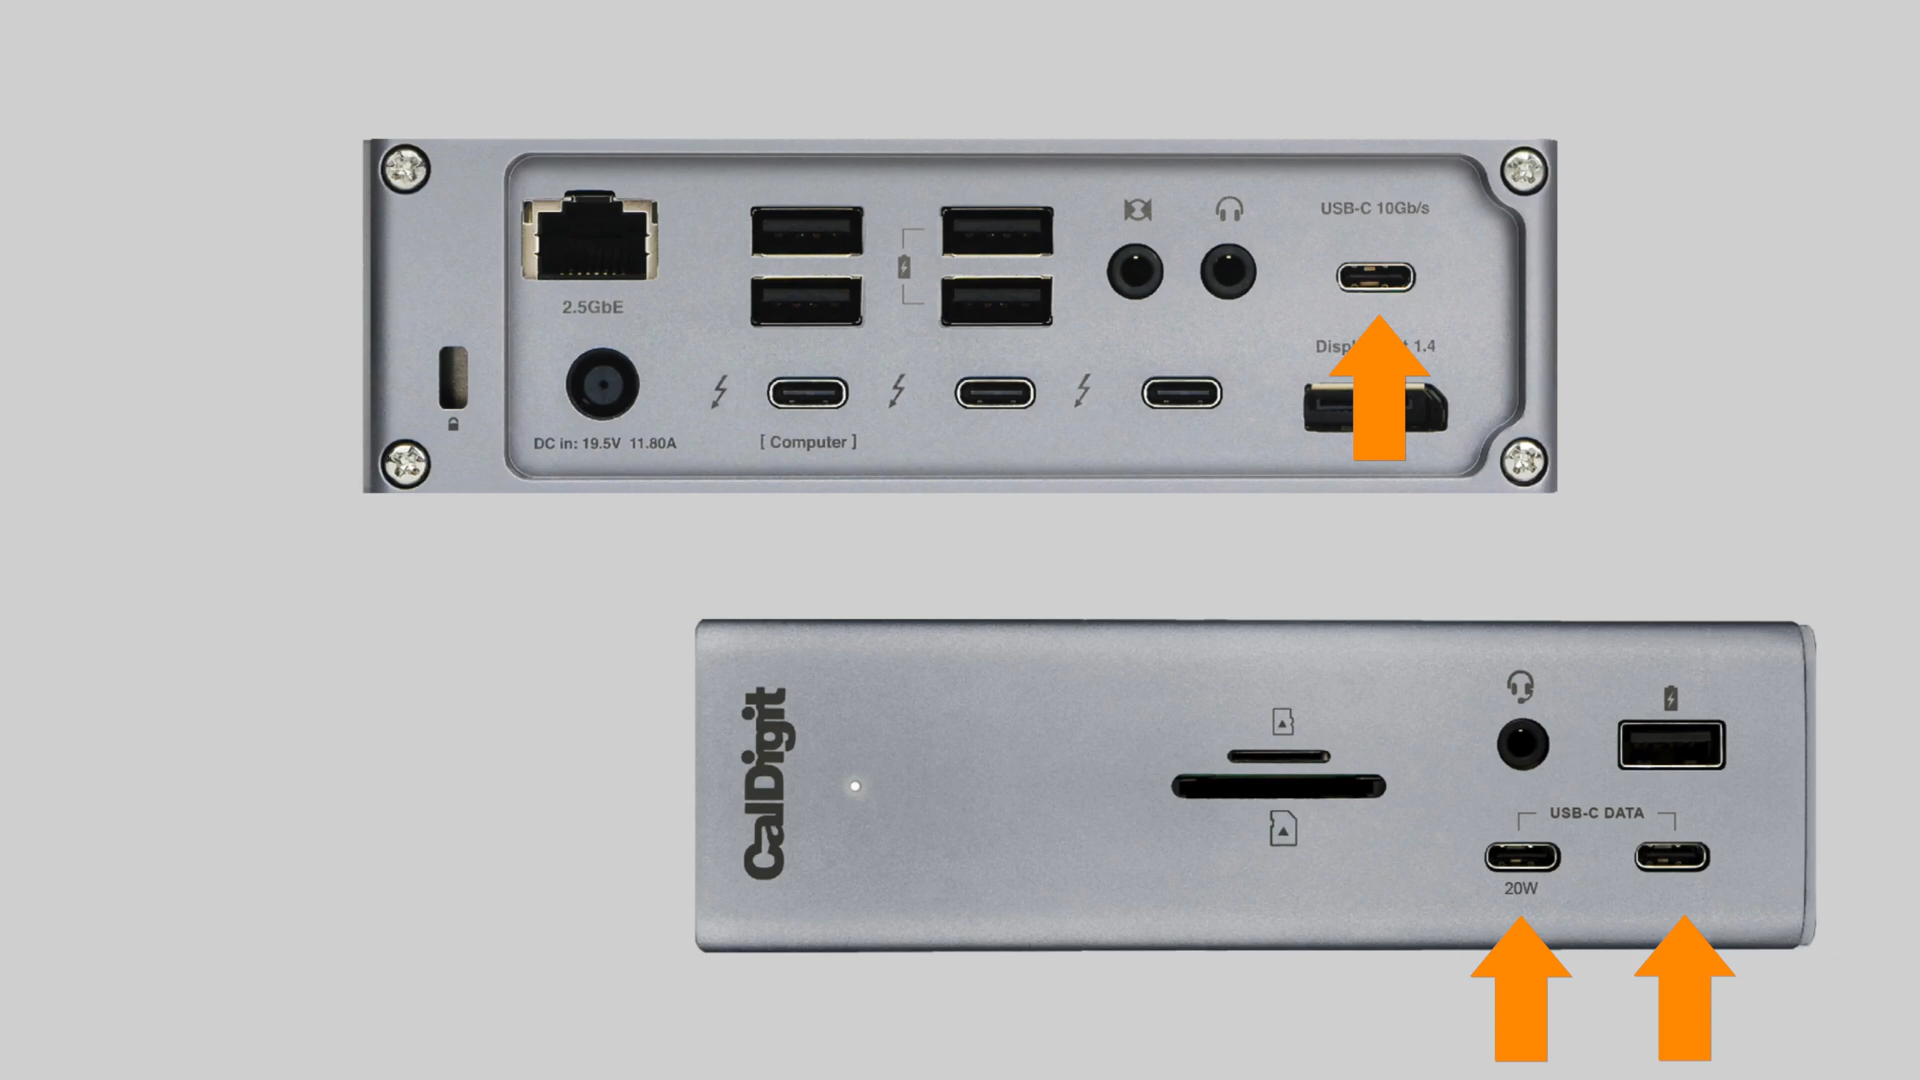 USB-C 10Gb/s
2.5GbE
1.4
DC in: 19.5V 11.80A
[ Computer ]
CalDigit
USB-C DATA
20W